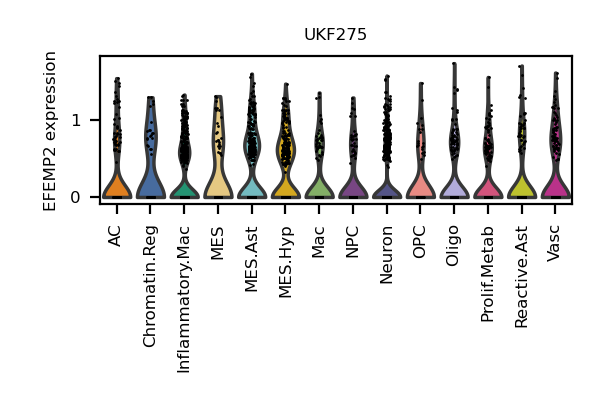 UKF275
EFEMP2 expression
1
0
AC
Chromatin.Reg
Inflammatory.Mac
MES
MES.Ast
MES.Hyp
Mac
NPC
Neuron
OPC
Oligo
Prolif.Metab
Reactive.Ast
Vasc